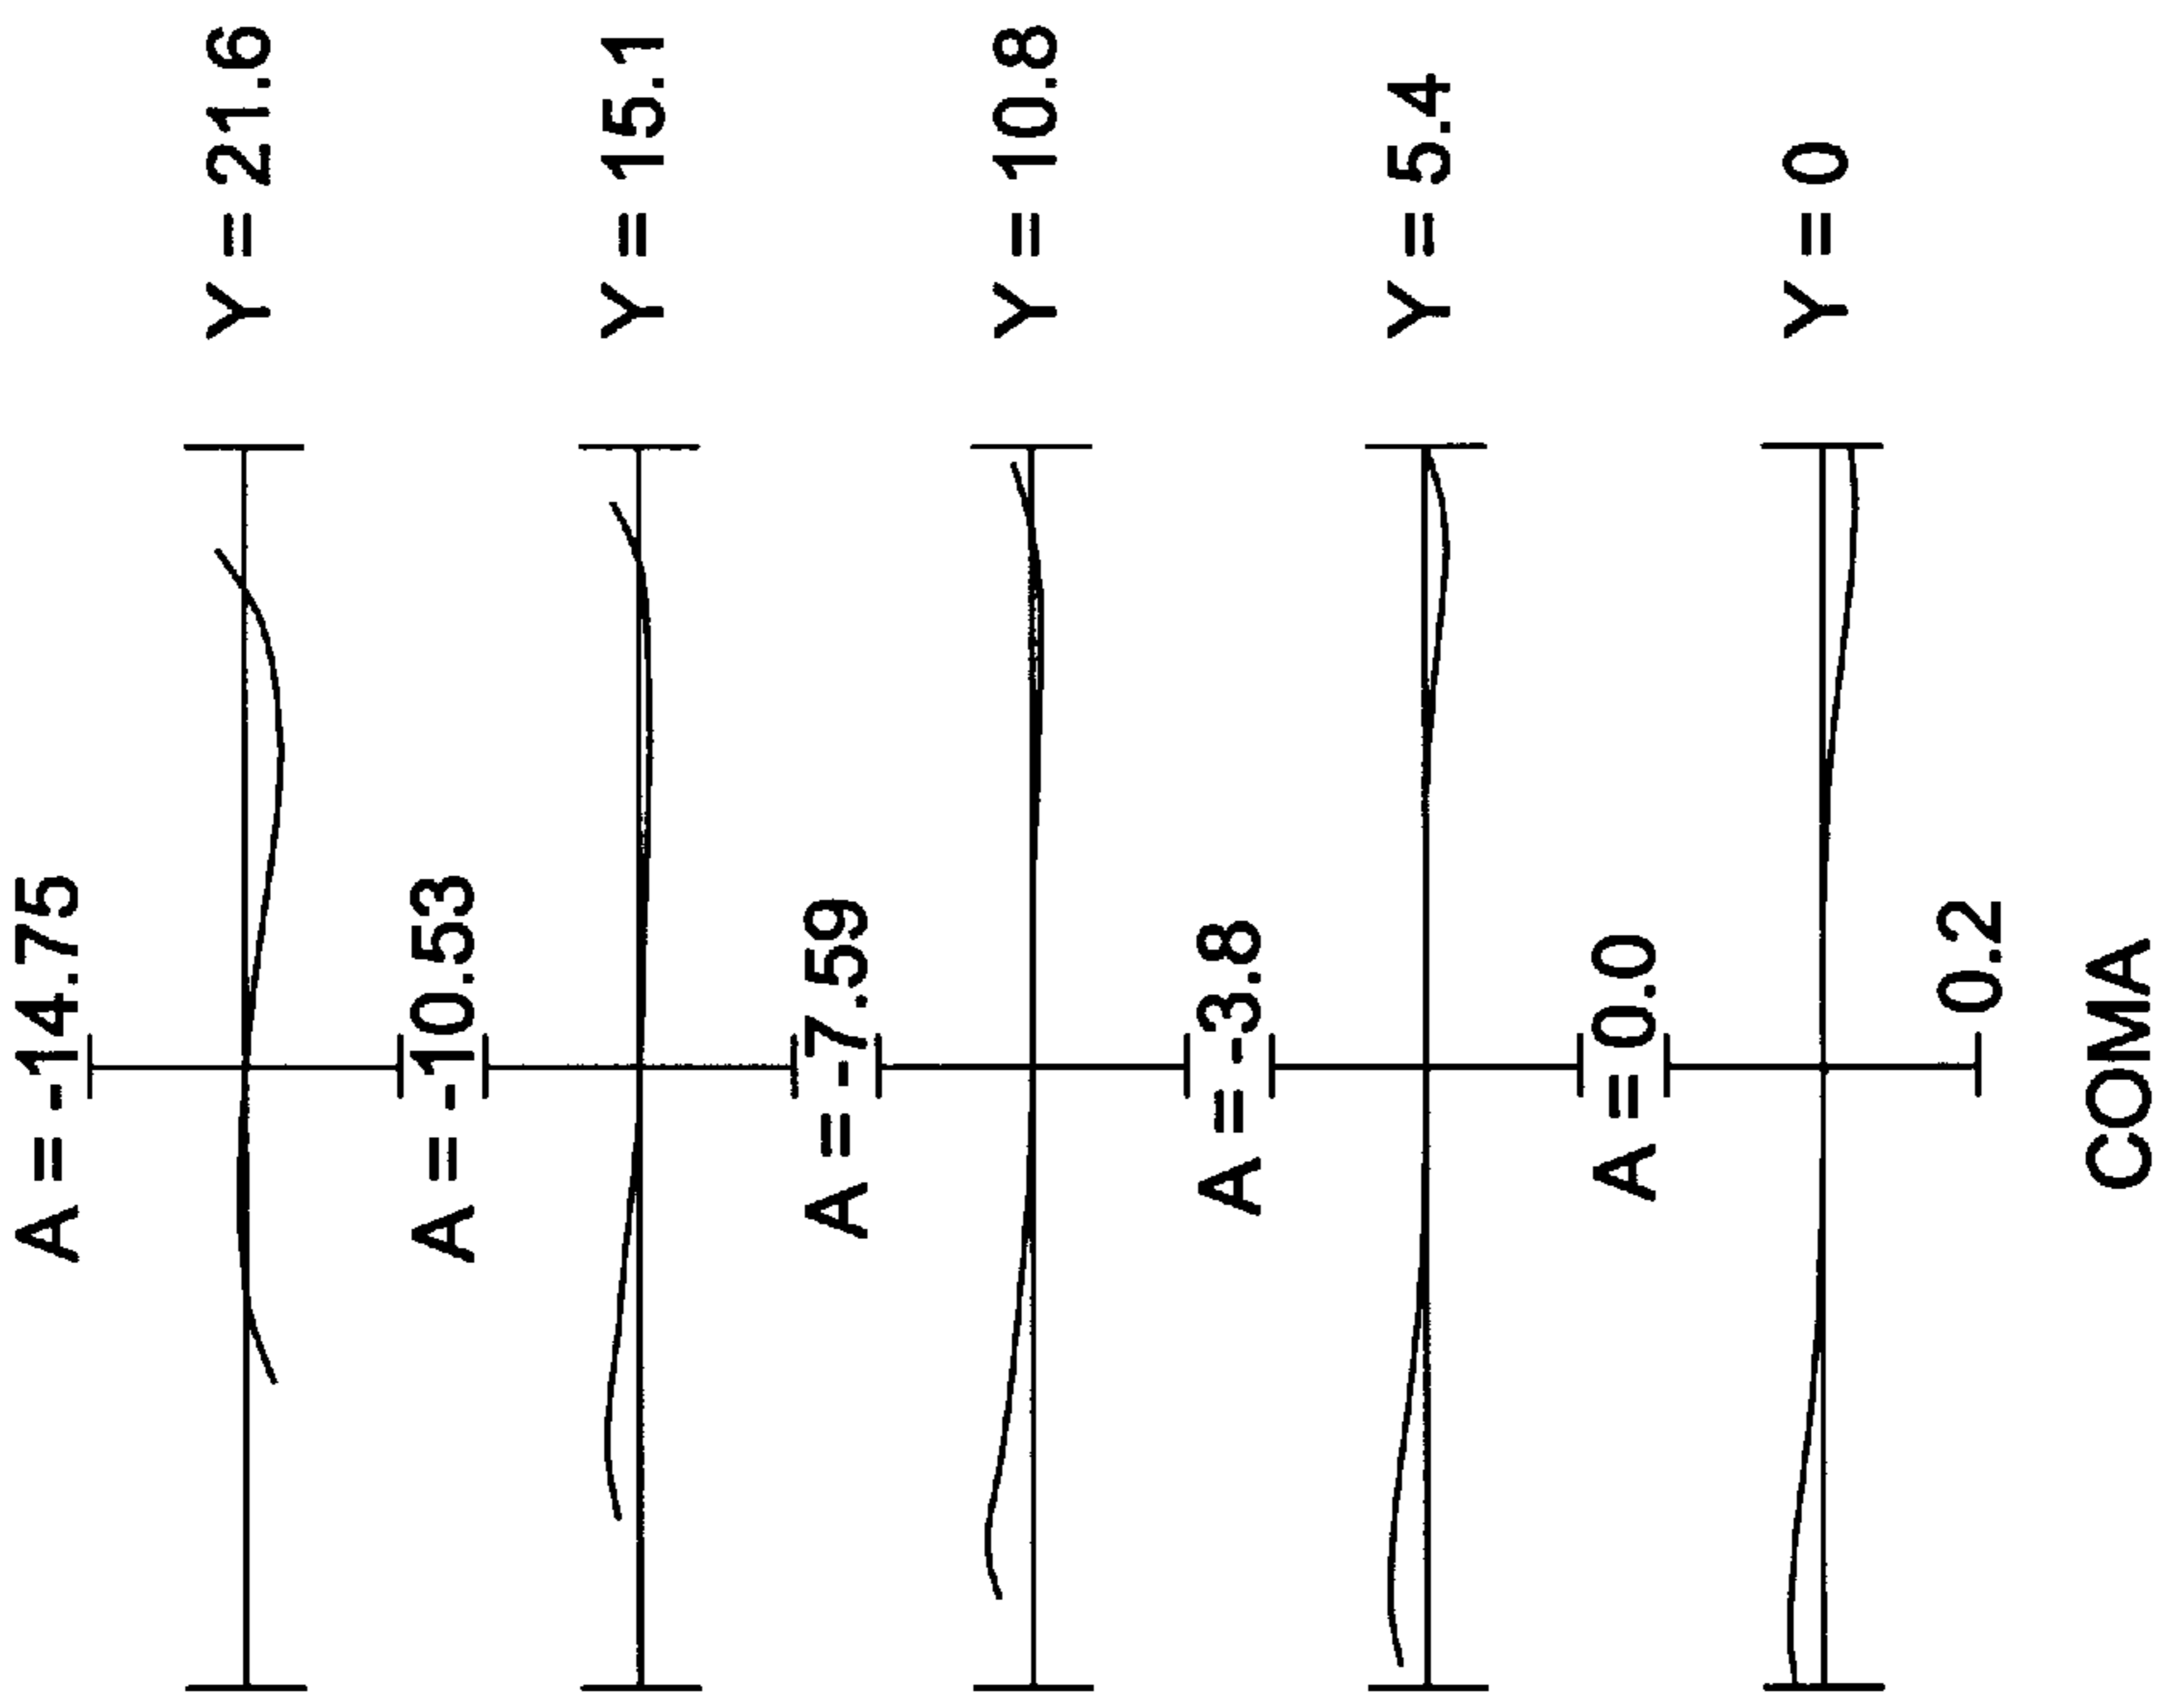 A = -14.75
Y = 21.6
A = -10.53
Y = 15.1
A = -7.59
Y = 10.8
A = -3.8
Y = 5.4
A = 0.0
Y = 0
0.2
COMA